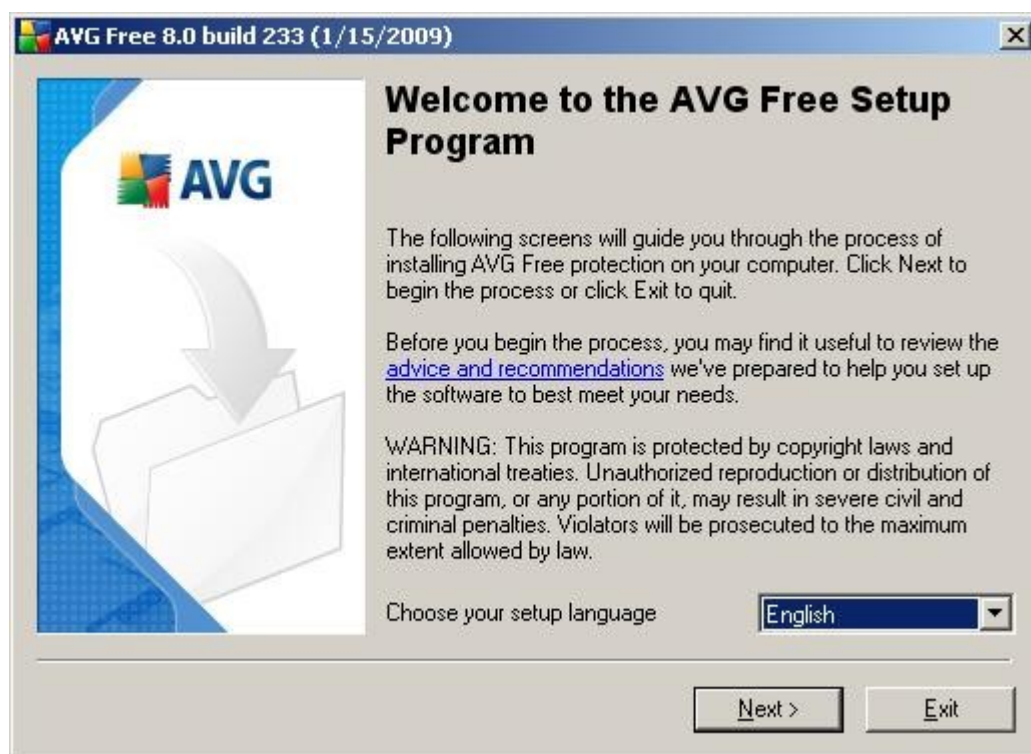 AVG Free 8.0 build 233 (1/15/2009)
AVG
Welcome to the AVG Free Setup
Program
The following screens will guide you through the process of
installing AVG Free protection on your computer. Click Next to
begin the process or click Exit to quit.
Before you begin the process, you may find it useful to review the
advice and recommendations we've prepared to help you set up
the software to best meet your needs.
WARNING: This program is protected by copyright laws and
international treaties. Unauthorized reproduction or distribution of
this program, or any portion of it, may result in severe civil and
criminal penalties. Violators will be prosecuted to the maximum
extent allowed by law.
Choose your setup language English
Next > Exit